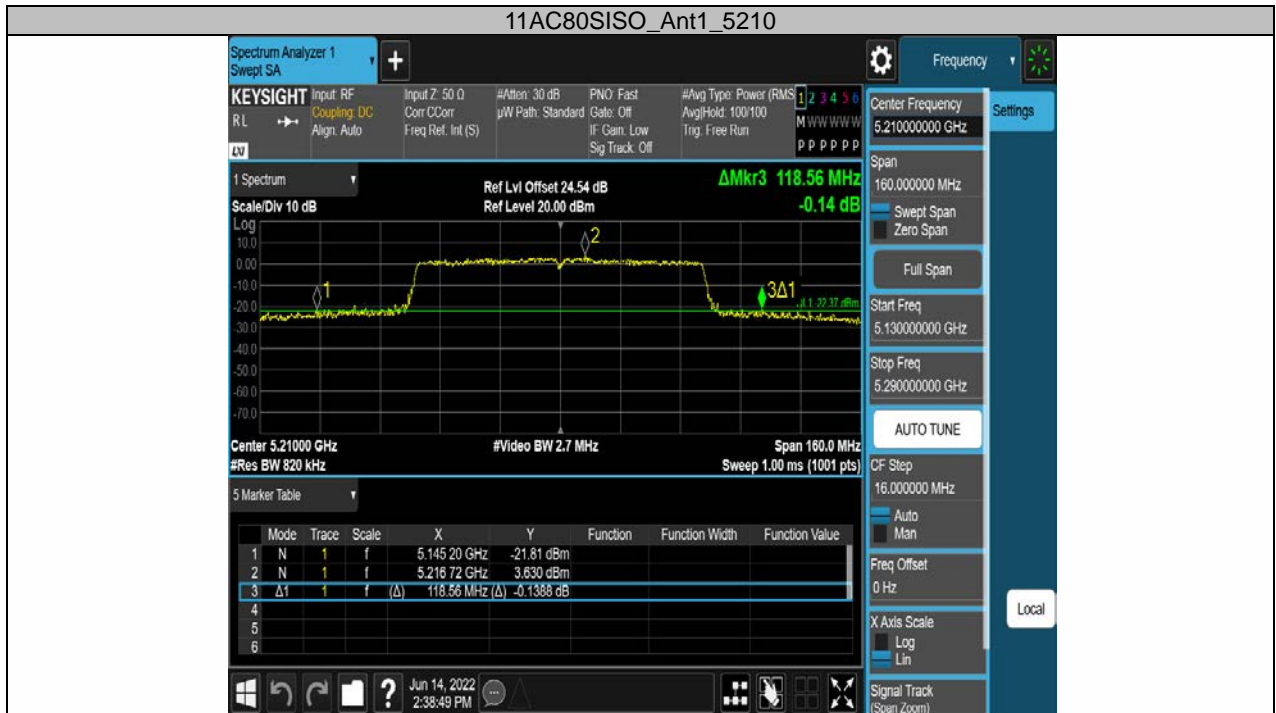 11AC80SISO_Ant1_5210
Spectrum Analyzer 1
Swept SA
+
Frequency
KEYSIGHT
RL
LXI
Input: RF
Coupling: DC
Align: Auto
Input Z: 50 Ω
Corr CCorr
Freq Ref: Int (S)
#Atten: 30 dB
µW Path: Standard
PNO: Fast
Gate: Off
IF Gain: Low
Sig Track: Off
#Avg Type: Power (RMS
Avg|Hold: 100/100
Trig: Free Run
1 2 3 4 5 6
M W W W W W
P P P P P P
1 Spectrum
Scale/Div 10 dB
Ref Lvl Offset 24.54 dB
Ref Level 20.00 dBm
ΔMkr3 118.56 MHz
-0.14 dB
Log
10.0
0.00
-10.0
-20.0
-30.0
-40.0
-50.0
-60.0
-70.0
1
2
3Δ1
DL1 -22.37 dBm
Center 5.21000 GHz
#Video BW 2.7 MHz
Span 160.0 MHz
#Res BW 820 kHz
Sweep 1.00 ms (1001 pts)
5 Marker Table
Mode Trace Scale X Y Function Function Width Function Value
1 N 1 f 5.145 20 GHz -21.81 dBm
2 N 1 f 5.216 72 GHz 3.630 dBm
3 Δ1 1 f (Δ) 118.56 MHz (Δ) -0.1388 dB
4
5
6
Jun 14, 2022
2:38:49 PM
?
Center Frequency
5.210000000 GHz
Settings
Span
160.000000 MHz
Swept Span
Zero Span
Full Span
Start Freq
5.130000000 GHz
Stop Freq
5.290000000 GHz
AUTO TUNE
CF Step
16.000000 MHz
Auto
Man
Freq Offset
0 Hz
Local
X Axis Scale
Log
Lin
Signal Track
(Span Zoom)